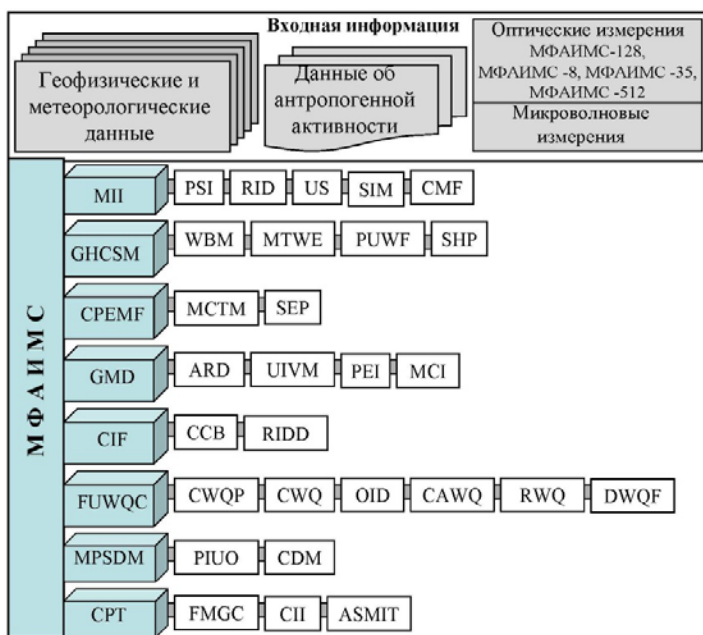 Входная информация
Геофизические и
метеорологические
данные
Данные об
антропогенной
активности
Оптические измерения
МФАИМС-128,
МФАИМС -8, МФАИМС -35,
МФАИМС -512
Микроволновые
измерения
МФАИМС
MII PSI RID US SIM CMF
GHCSM WBM MTWE PUWF SHP
CPEMF MCTM SEP
GMD ARD UIVM PEI MCI
CIF CCB RIDD
FUWQC CWQP CWQ OID CAWQ RWQ DWQF
MPSDM PIUO CDM
CPT FMGC CII ASMIT